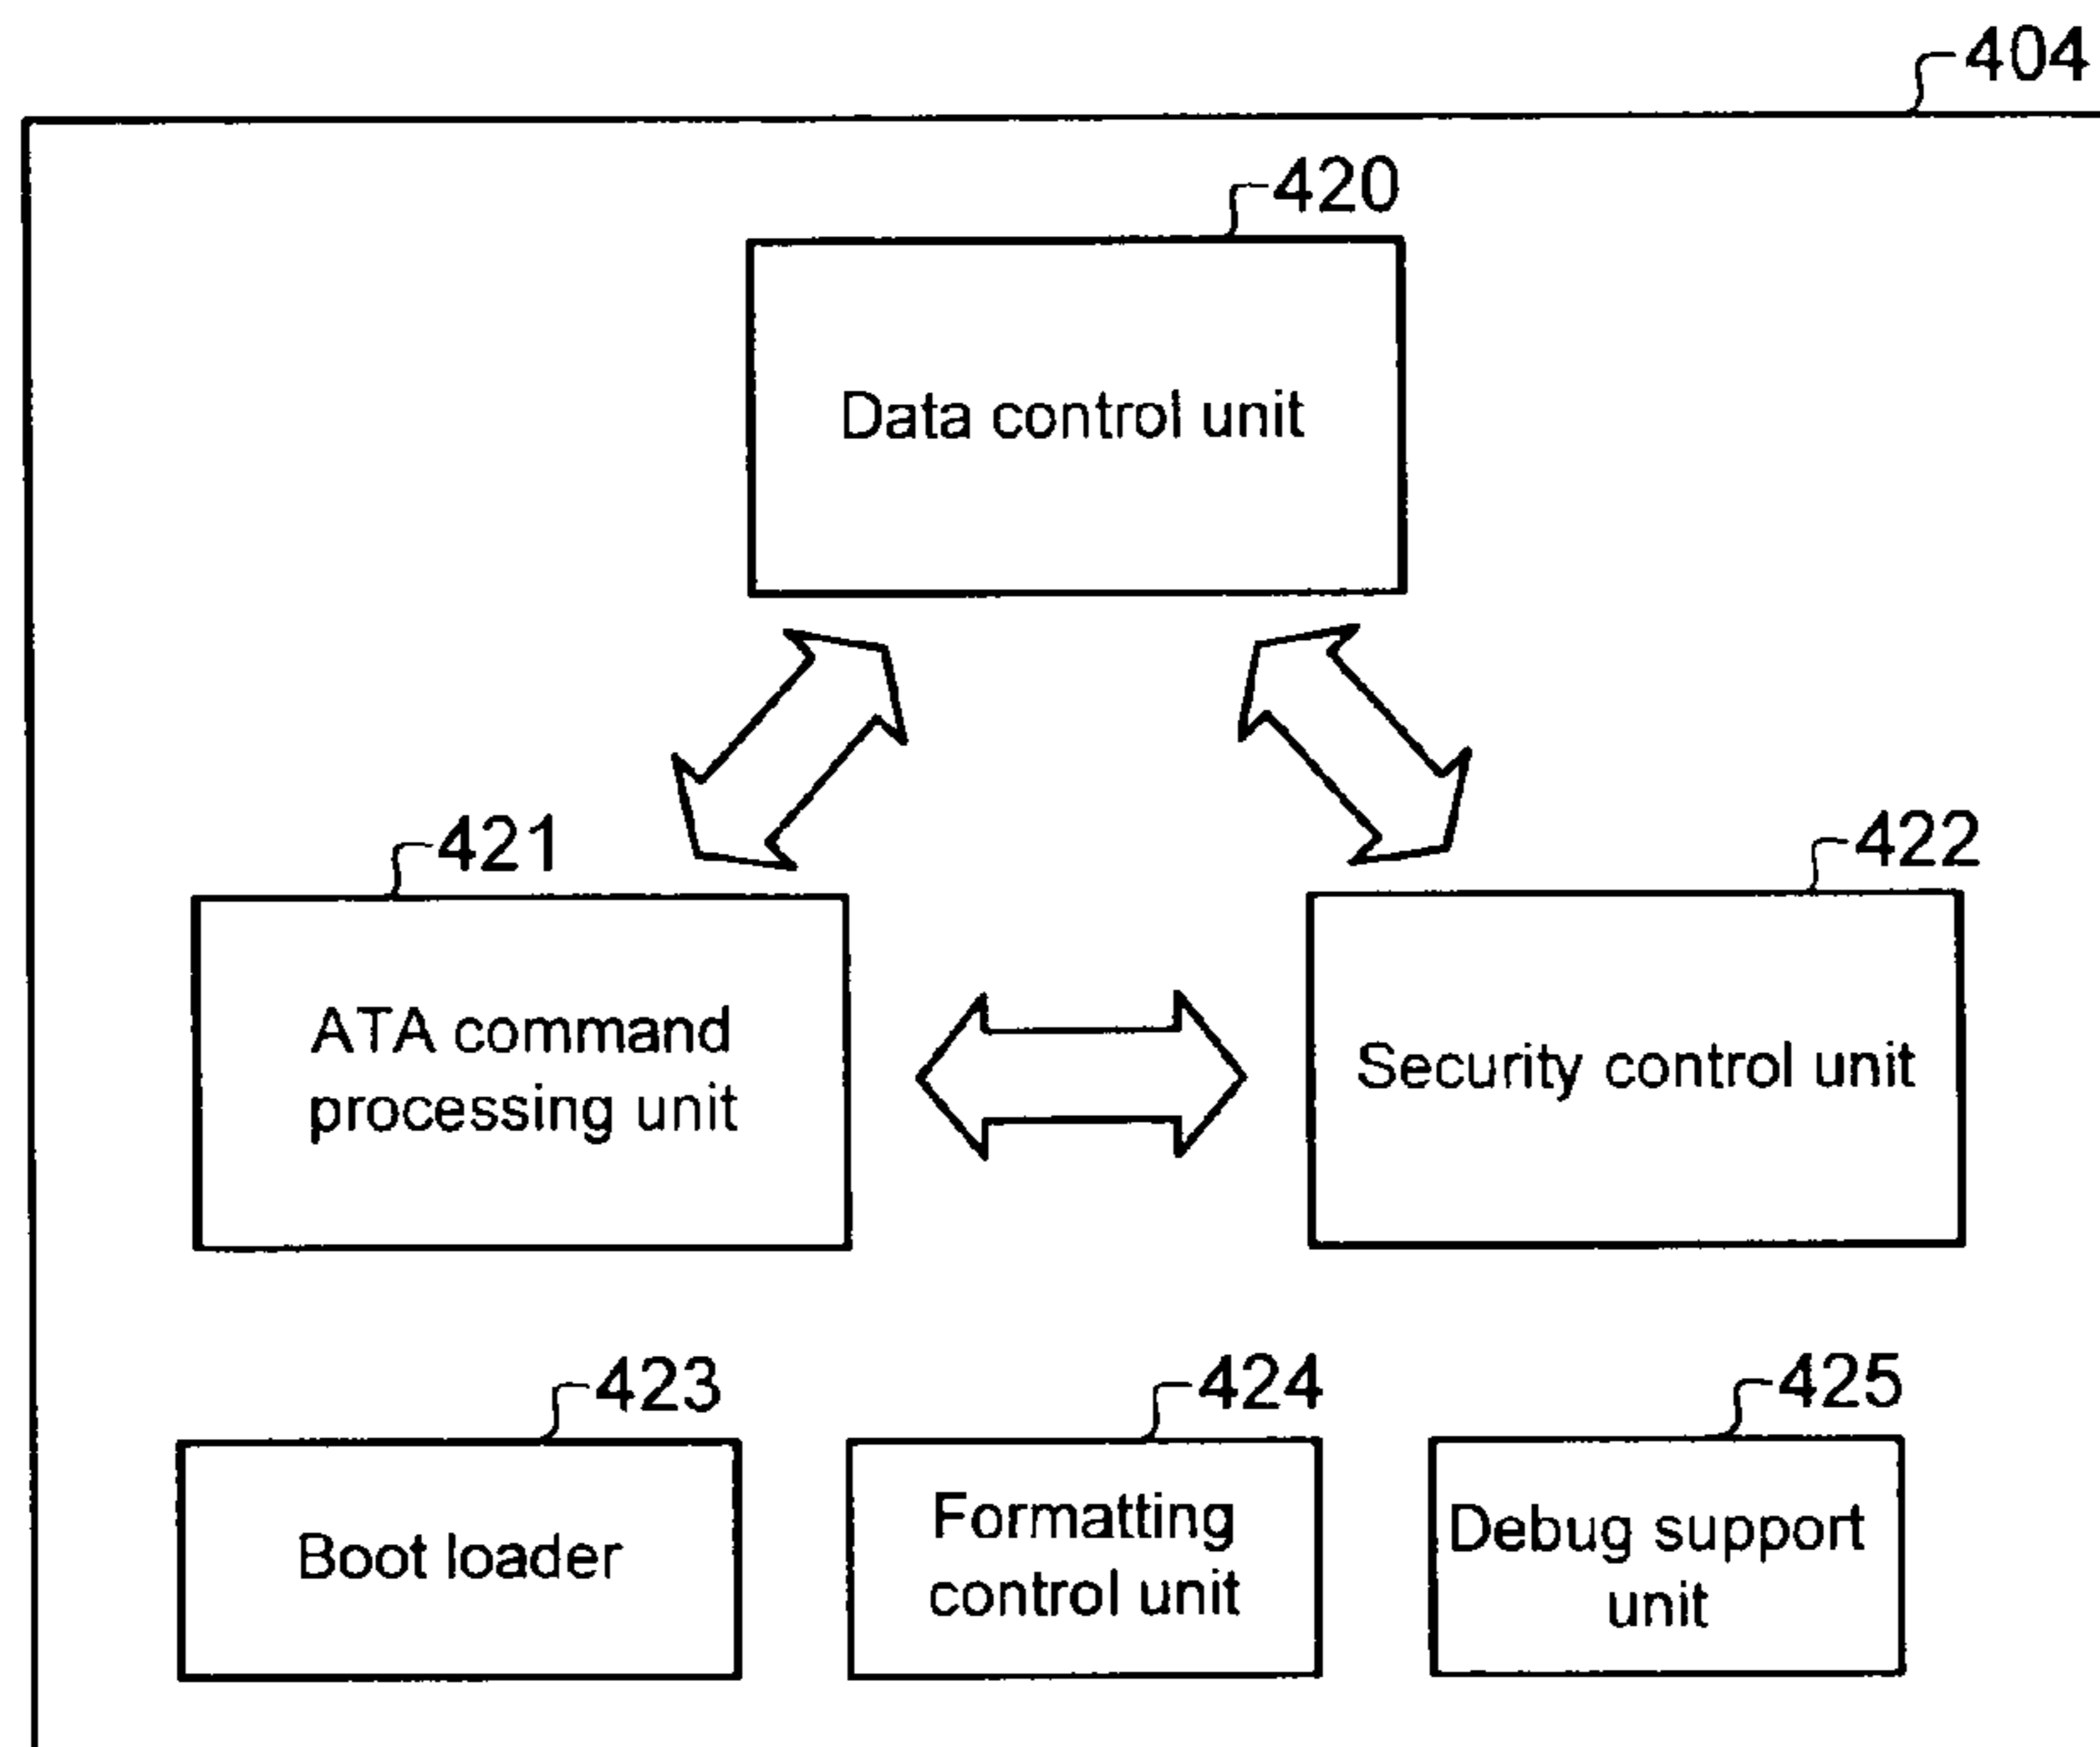 404
420
Data control unit
421
422
ATA command
processing unit
Security control unit
423
424
425
Boot loader
Formatting
control unit
Debug support
unit